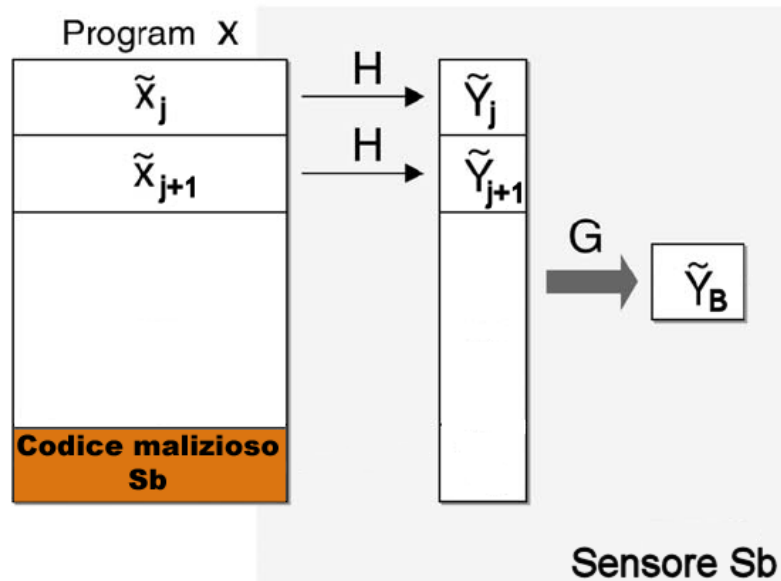 Program X
X̃j
H
Ỹj
X̃j+1
H
Ỹj+1
G
ỸB
Codice malizioso
Sb
Sensore Sb